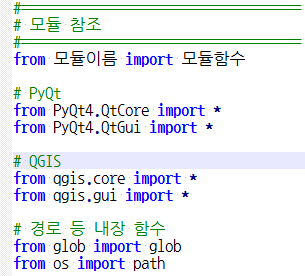 #================================
# 모듈 참조
#================================
from 모듈이름 import 모듈함수
# PyQt
from PyQt4.QtCore import *
from PyQt4.QtGui import *
# QGIS
from qgis.core import *
from qgis.gui import *
# 경로 등 내장 함수
from glob import glob
from os import path